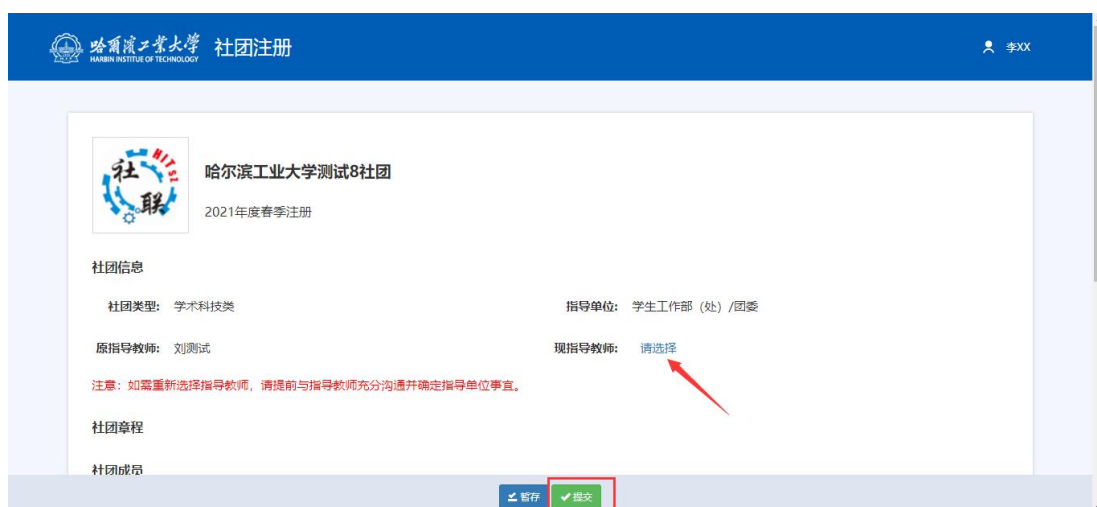 哈爾濱工業大學 社团注册 李XX
HARBIN INSTITUE OF TECHNOLOGY
社
联
HITSZ
哈尔滨工业大学测试8社团
2021年度春季注册
社团信息
社团类型: 学术科技类 指导单位: 学生工作部（处）/团委
原指导教师: 刘测试 现指导教师: 请选择
注意：如需重新选择指导教师，请提前与指导教师充分沟通并确定指导单位事宜。
社团章程
社团成员
暂存 提交